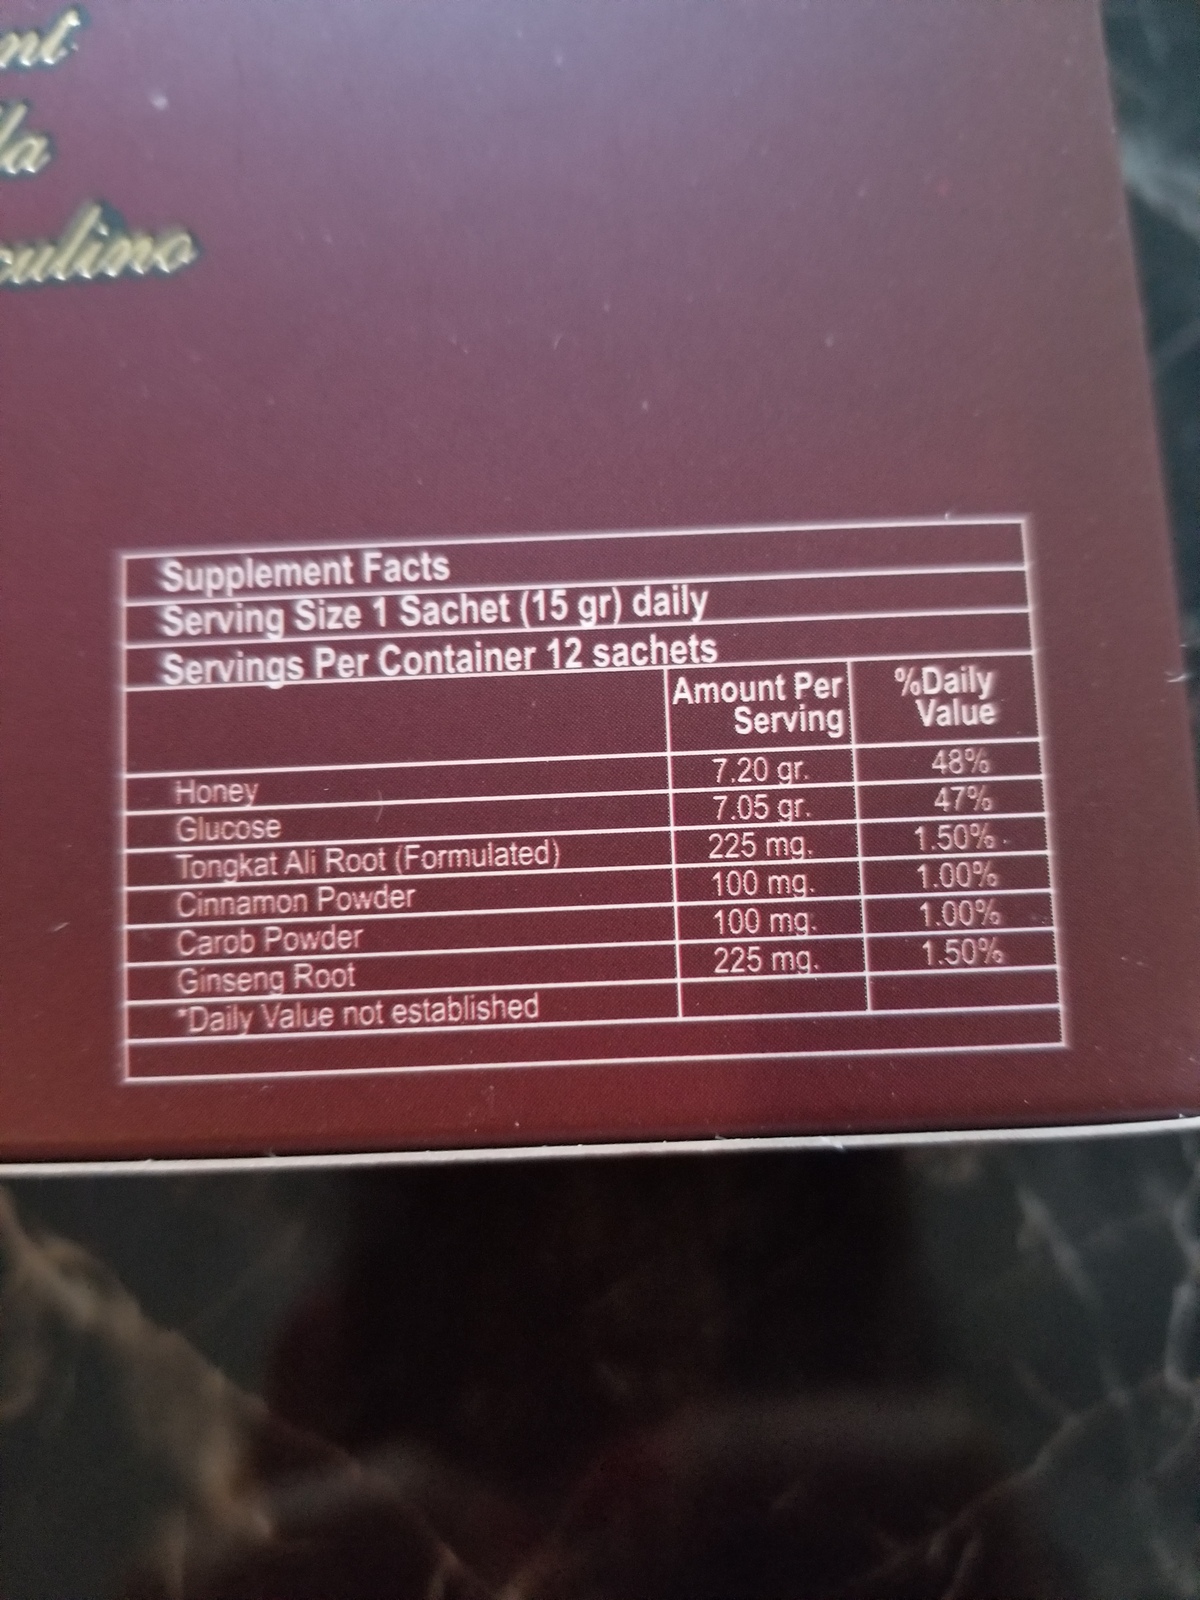 Supplement Facts
Serving Size 1 Sachet (15 gr) daily
Servings Per Container 12 sachets
Amount Per Serving %Daily Value
Honey 7.20 gr. 48%
Glucose 7.05 gr. 47%
Tongkat Ali Root (Formulated) 225 mg. 1.50%
Cinnamon Powder 100 mg. 1.00%
Carob Powder 100 mg. 1.00%
Ginseng Root 225 mg. 1.50%
*Daily Value not established